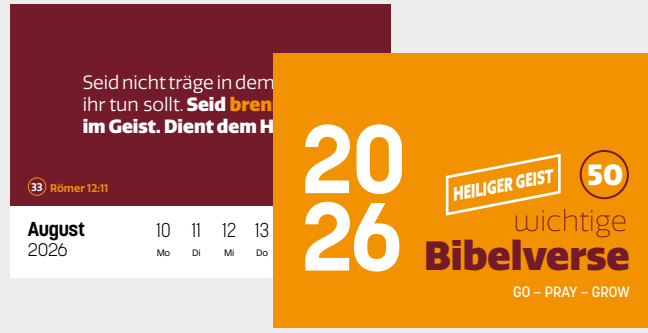 Seid nicht träge in dem
ihr tun sollt. Seid bren
im Geist. Dient dem H
33 Römer 12:11
August
2026
10 11 12 13
Mo Di Mi Do
20
26
HEILIGER GEIST
50
wichtige
Bibelverse
GO – PRAY – GROW